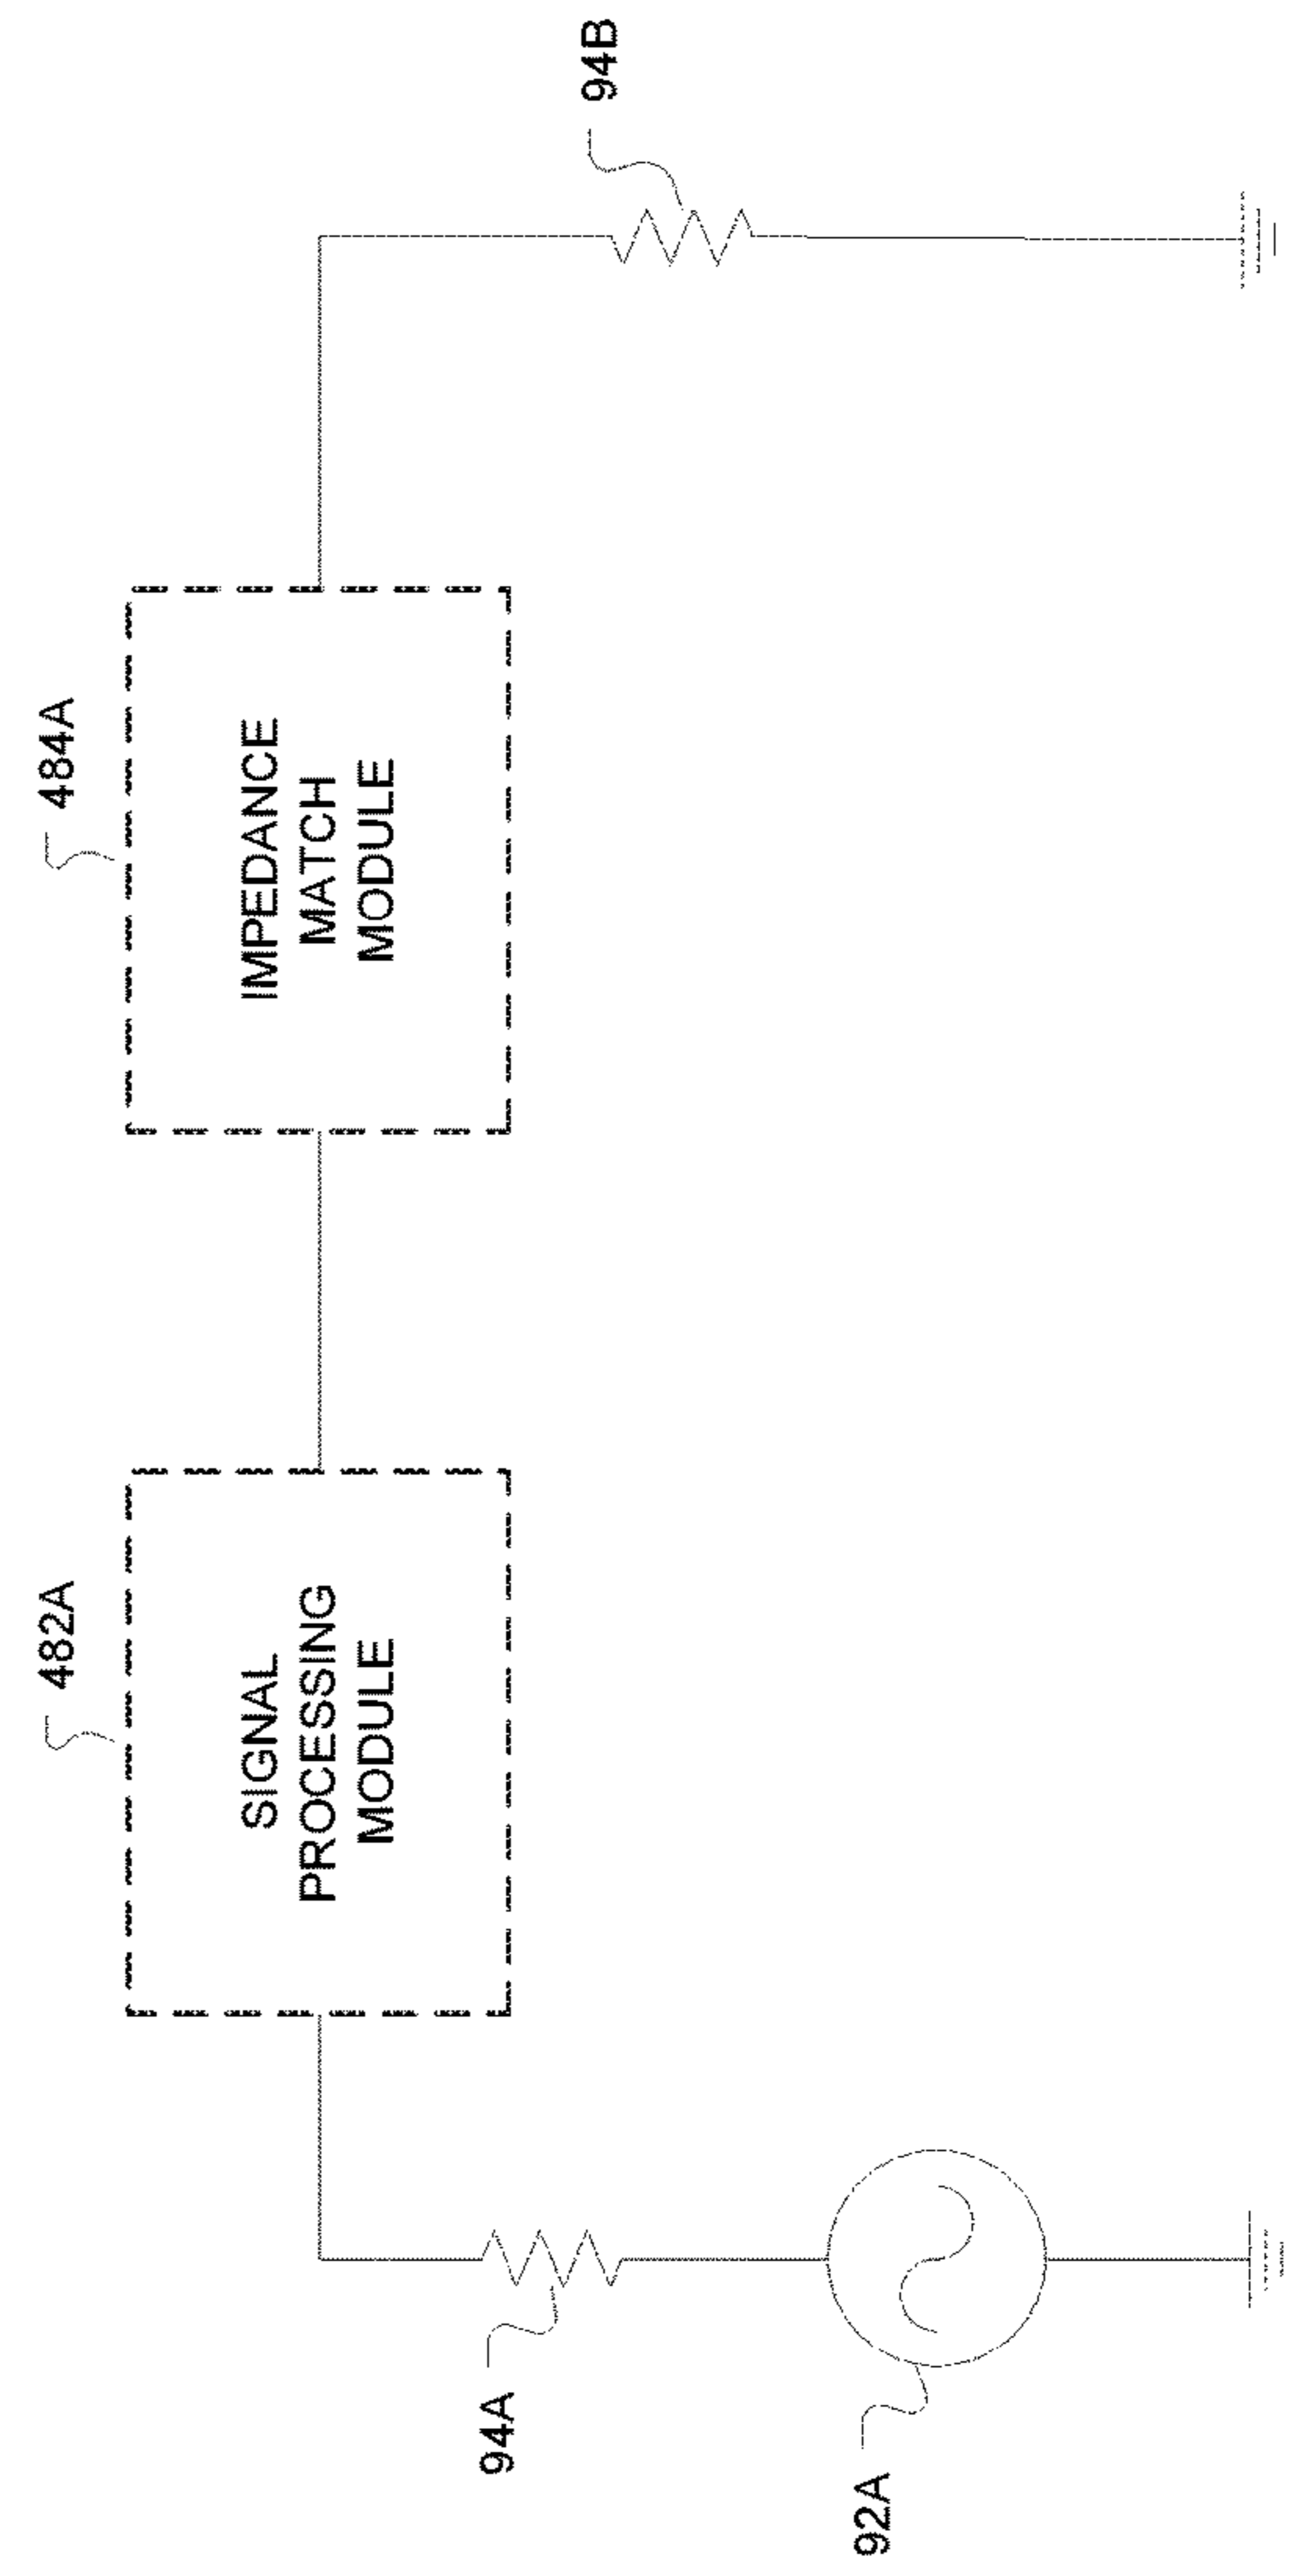 482A
484A
SIGNAL
PROCESSING
MODULE
IMPEDANCE
MATCH
MODULE
94A
94B
92A